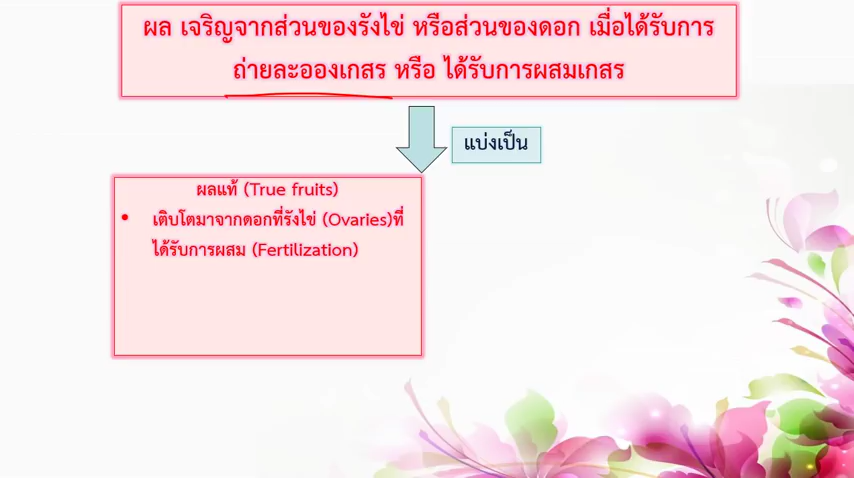 ผล เจริญจากส่วนของรังไข่ หรือส่วนของดอก เมื่อได้รับการ
ถ่ายละอองเกสร หรือ ได้รับการผสมเกสร
แบ่งเป็น
ผลแท้ (True fruits)
• เติบโตมาจากดอกที่รังไข่ (Ovaries)ที่
ได้รับการผสม (Fertilization)